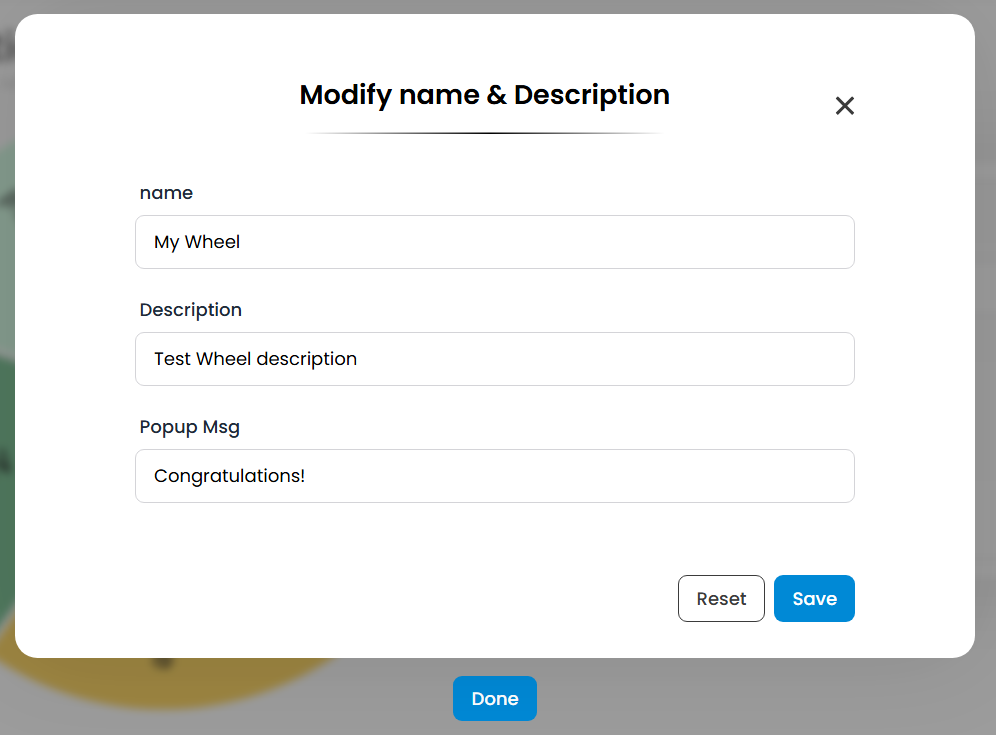 Modify name & Description
name
My Wheel
Description
Test Wheel description
Popup Msg
Congratulations!
Reset
Save
Done